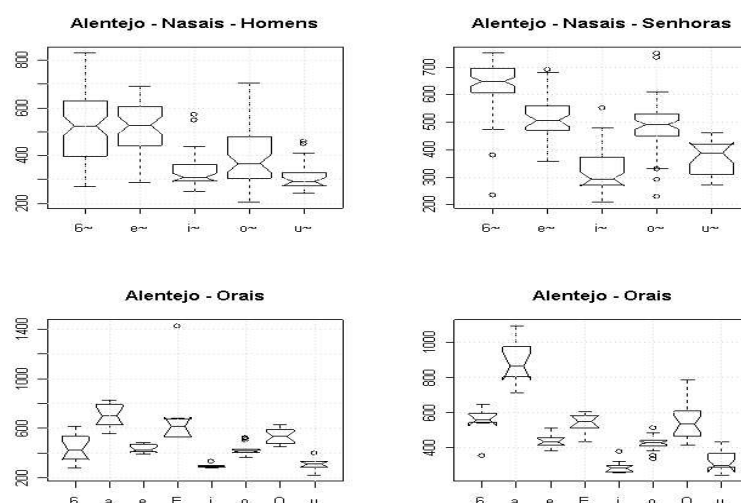 Alentejo - Nasais - Homens
800
600
400
200
6~ e~ i~ o~ u~
Alentejo - Nasais - Senhoras
700
600
500
400
300
200
6~ e~ i~ o~ u~
Alentejo - Orais
1400
1000
600
200
6 a e E i o O u
Alentejo - Orais
1000
800
600
400
6 a e E i o O u